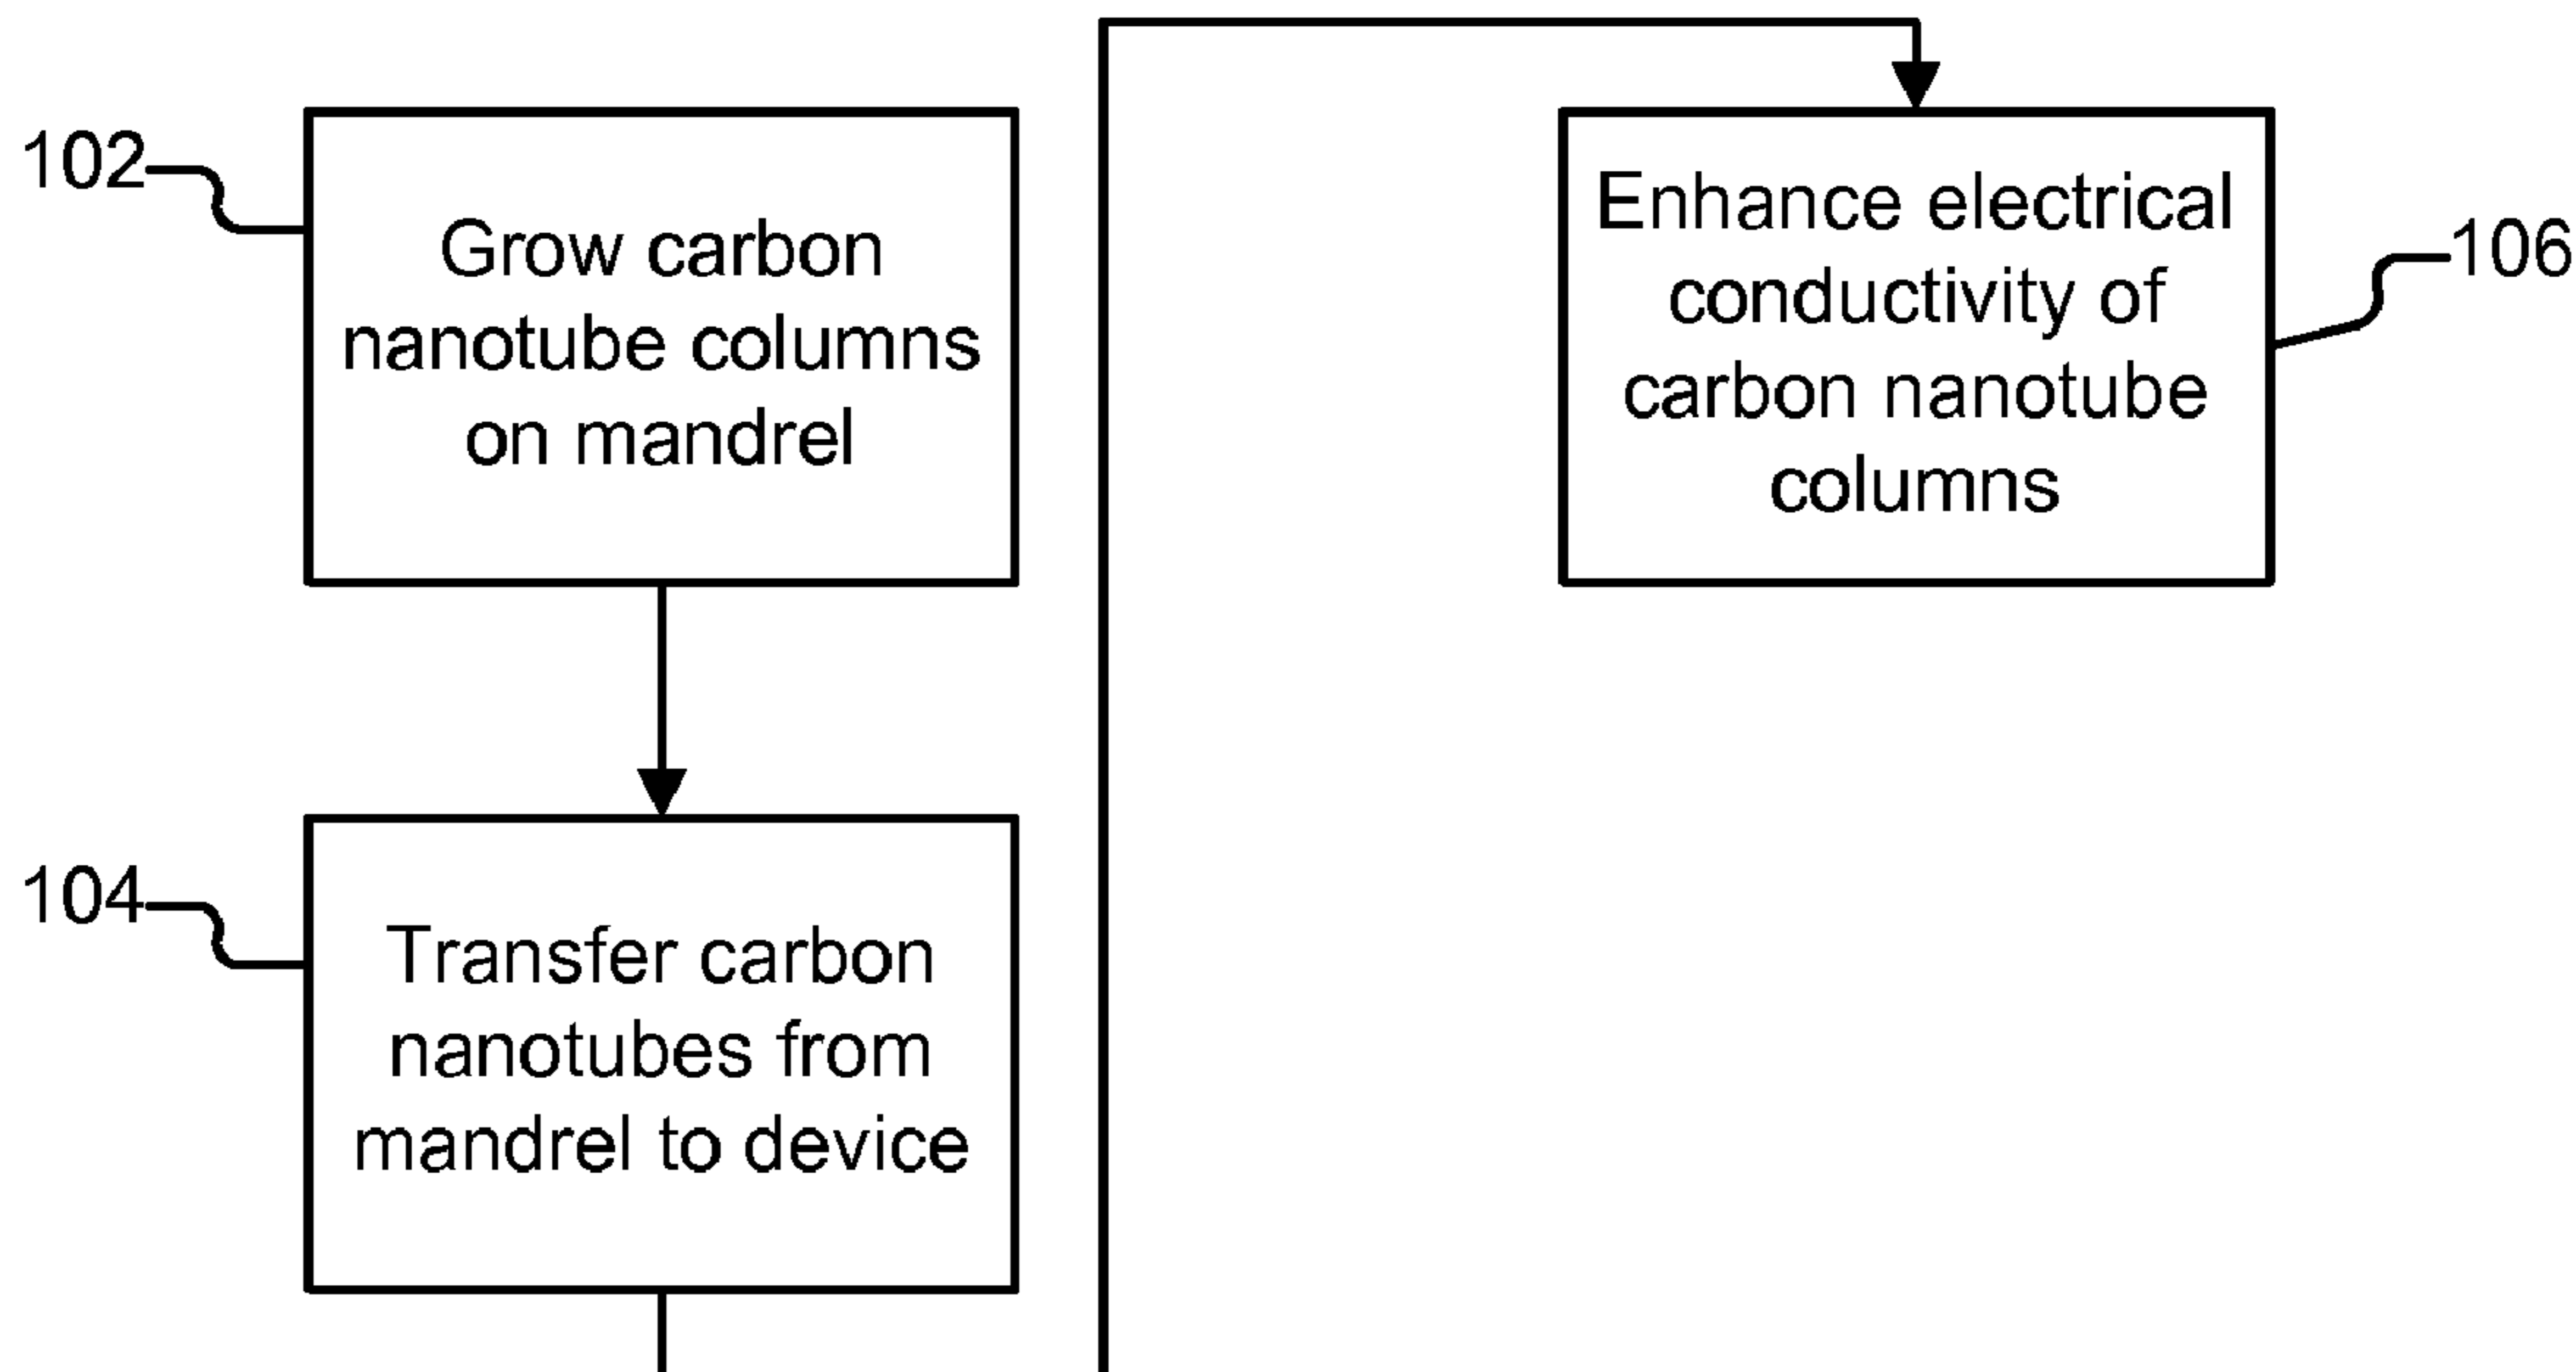 102
Grow carbon
nanotube columns
on mandrel
104
Transfer carbon
nanotubes from
mandrel to device
Enhance electrical
conductivity of
carbon nanotube
columns
106